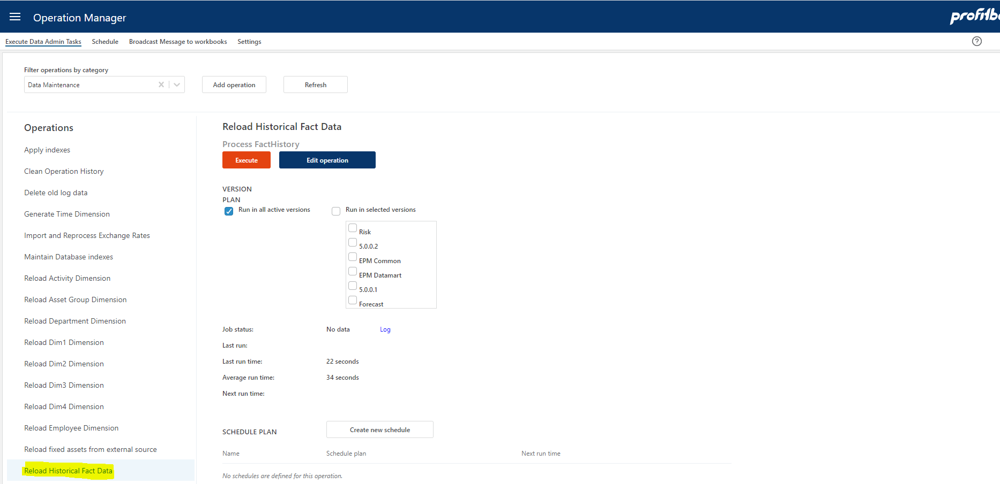 Operation Manager
Execute Data Admin Tasks Schedule Broadcast Message to workbooks Settings
?
Filter operations by category
Data Maintenance
Add operation
Refresh
Operations
Apply indexes
Clean Operation History
Delete old log data
Generate Time Dimension
Import and Reprocess Exchange Rates
Maintain Database indexes
Reload Activity Dimension
Reload Asset Group Dimension
Reload Department Dimension
Reload Dim1 Dimension
Reload Dim2 Dimension
Reload Dim3 Dimension
Reload Dim4 Dimension
Reload Employee Dimension
Reload fixed assets from external source
Reload Historical Fact Data
Reload Historical Fact Data
Process FactHistory
Execute
Edit operation
VERSION
PLAN
Run in all active versions
Run in selected versions
Risk
5.0.0.2
EPM Common
EPM Datamart
5.0.0.1
Forecast
Job status: No data Log
Last run:
Last run time: 22 seconds
Average run time: 34 seconds
Next run time:
SCHEDULE PLAN Create new schedule
Name Schedule plan Next run time
No schedules are defined for this operation.